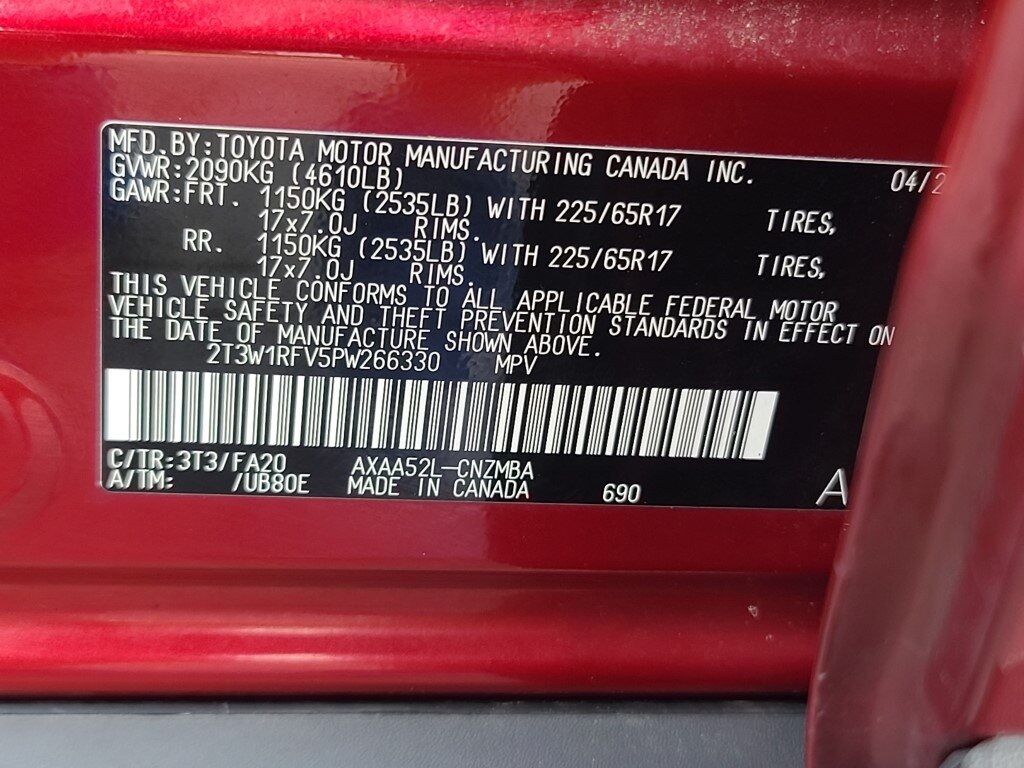 MFD.BY:TOYOTA MOTOR MANUFACTURING CANADA INC. 04/2
GVWR:2090KG (4610LB)
GAWR:FRT. 1150KG (2535LB) WITH 225/65R17 TIRES,
17x7.0J RIMS.
RR. 1150KG (2535LB) WITH 225/65R17 TIRES,
17x7.0J RIMS.
THIS VEHICLE CONFORMS TO ALL APPLICABLE FEDERAL MOTOR
VEHICLE SAFETY AND THEFT PREVENTION STANDARDS IN EFFECT ON
THE DATE OF MANUFACTURE SHOWN ABOVE.
2T3W1RFV5PW266330 MPV
C/TR:3T3/FA20 AXAA52L-CNZMBA
A/TM: /UB80E MADE IN CANADA 690 A